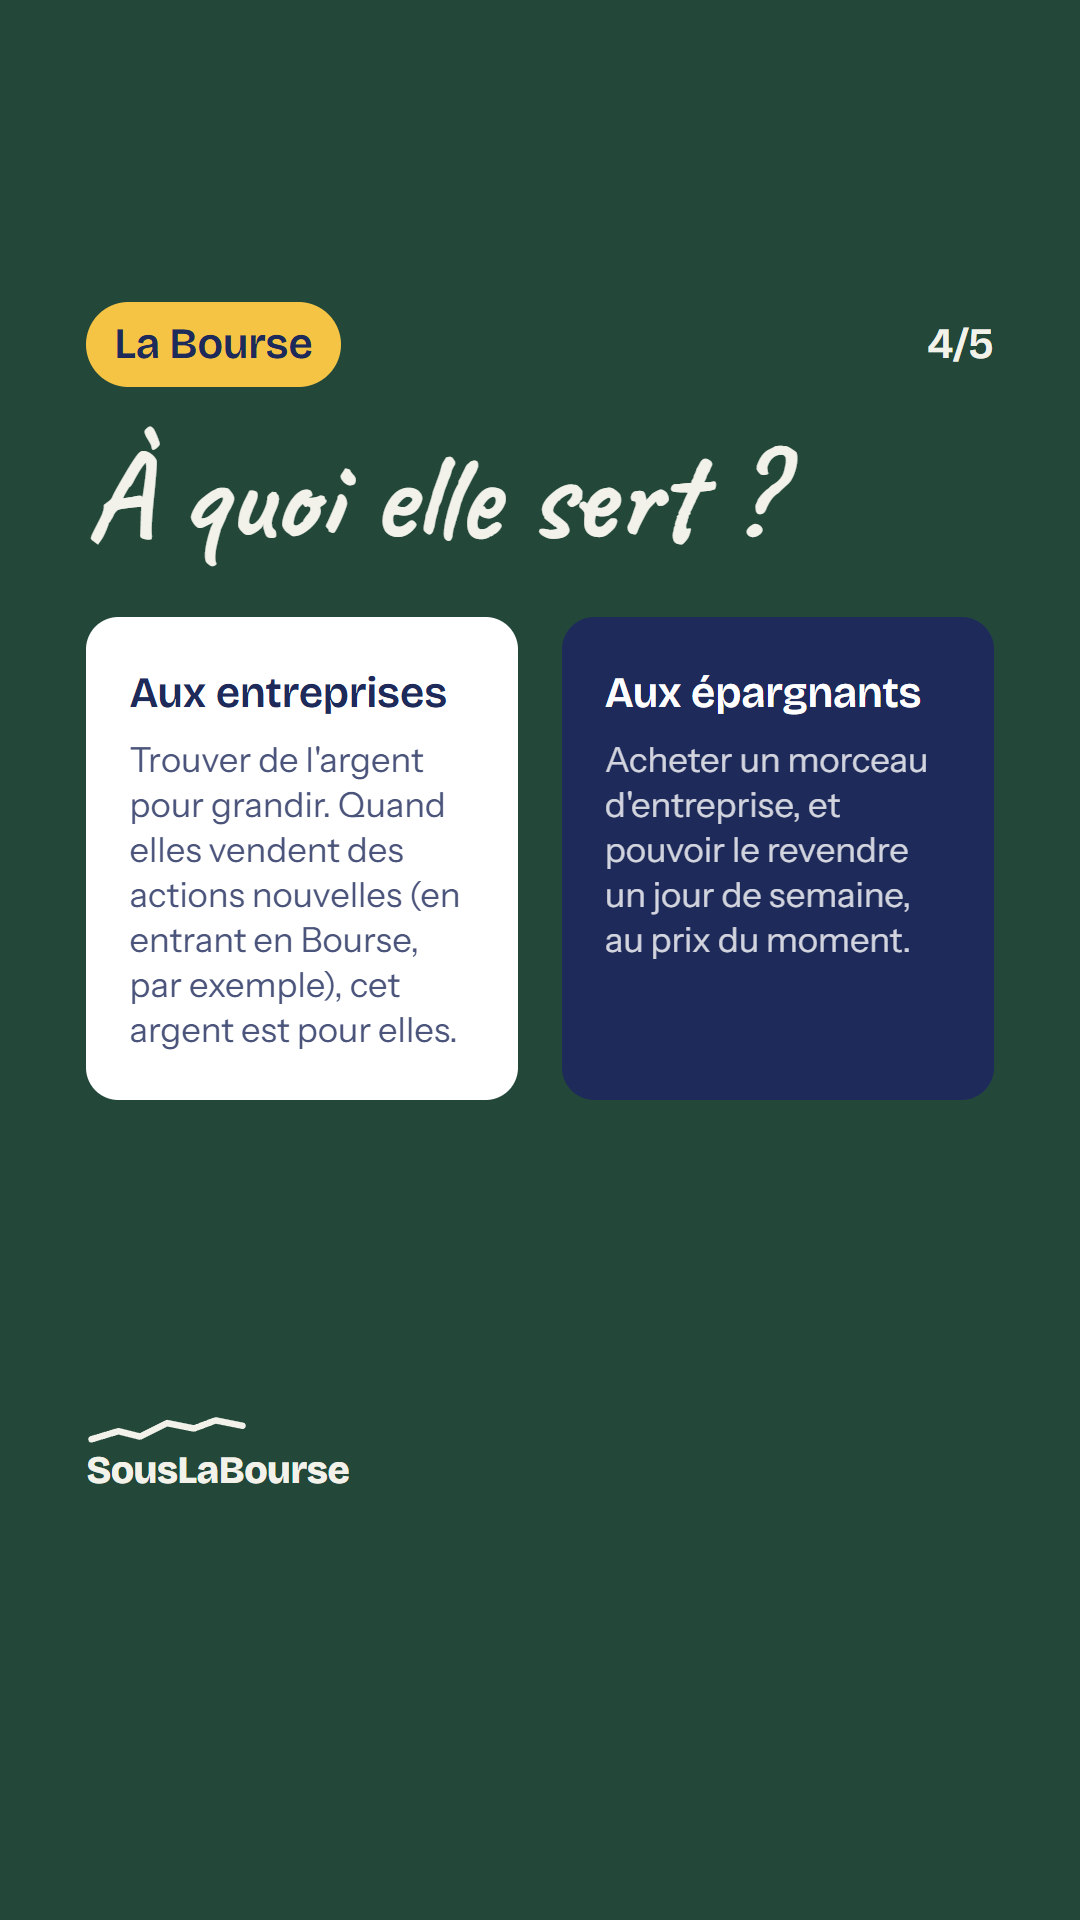 La Bourse
4/5
À quoi elle sert ?
Aux entreprises
Trouver de l'argent
pour grandir. Quand
elles vendent des
actions nouvelles (en
entrant en Bourse,
par exemple), cet
argent est pour elles.
Aux épargnants
Acheter un morceau
d'entreprise, et
pouvoir le revendre
un jour de semaine,
au prix du moment.
SousLaBourse